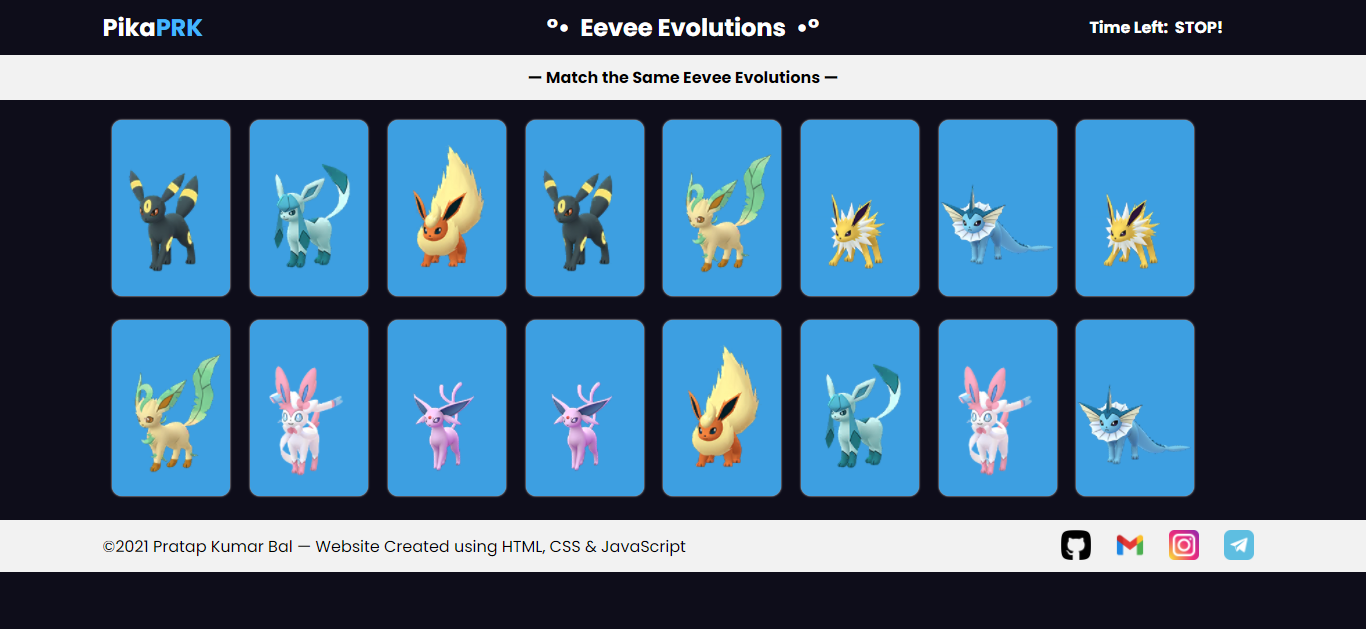 PikaPRK
º• Eevee Evolutions •º
Time Left: STOP!
— Match the Same Eevee Evolutions —
©2021 Pratap Kumar Bal — Website Created using HTML, CSS & JavaScript